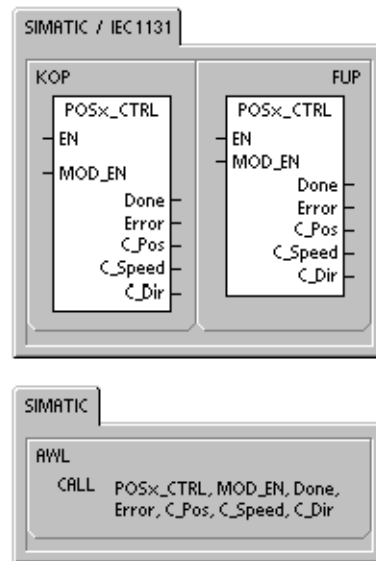 SIMATIC / IEC1131
KOP
POSx_CTRL
EN
MOD_EN
Done
Error
C_Pos
C_Speed
C_Dir
FUP
POSx_CTRL
EN
MOD_EN
Done
Error
C_Pos
C_Speed
C_Dir
SIMATIC
AWL
CALL POSx_CTRL, MOD_EN, Done,
Error, C_Pos, C_Speed, C_Dir